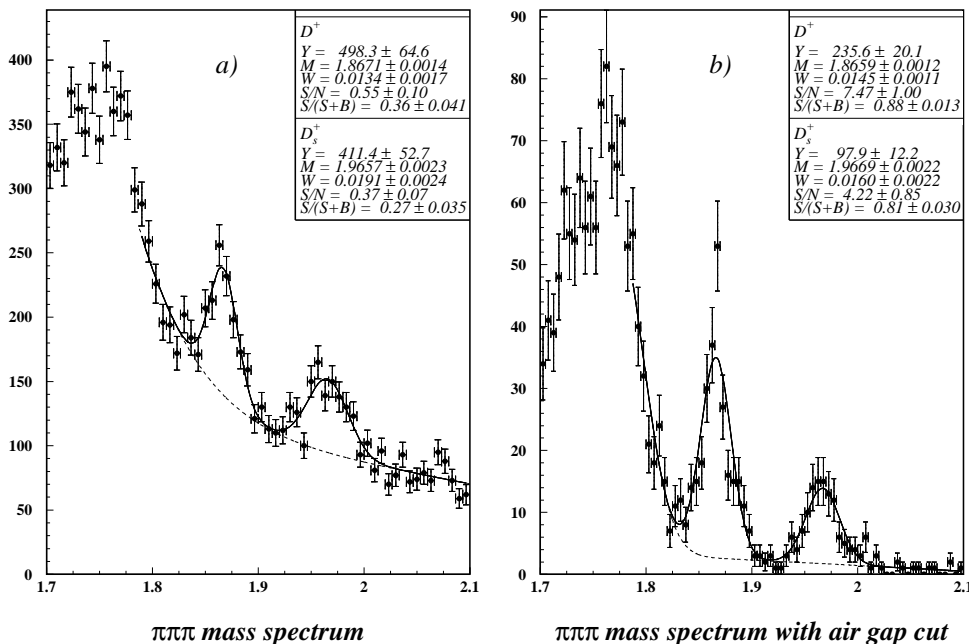 a)
D+
Y = 498.3 ± 64.6
M = 1.8671 ± 0.0014
W = 0.0134 ± 0.0017
S/N = 0.55 ± 0.10
S/(S+B) = 0.36 ± 0.041
Ds+
Y = 411.4 ± 52.7
M = 1.9657 ± 0.0023
W = 0.0191 ± 0.0024
S/N = 0.37 ± 0.07
S/(S+B) = 0.27 ± 0.035
400
350
300
250
200
150
100
50
0
1.7 1.8 1.9 2 2.1
πππ mass spectrum
b)
D+
Y = 235.6 ± 20.1
M = 1.8659 ± 0.0012
W = 0.0145 ± 0.0011
S/N = 7.47 ± 1.00
S/(S+B) = 0.88 ± 0.013
Ds+
Y = 97.9 ± 12.2
M = 1.9669 ± 0.0022
W = 0.0160 ± 0.0022
S/N = 4.22 ± 0.85
S/(S+B) = 0.81 ± 0.030
90
80
70
60
50
40
30
20
10
0
1.7 1.8 1.9 2 2.1
πππ mass spectrum with air gap cut